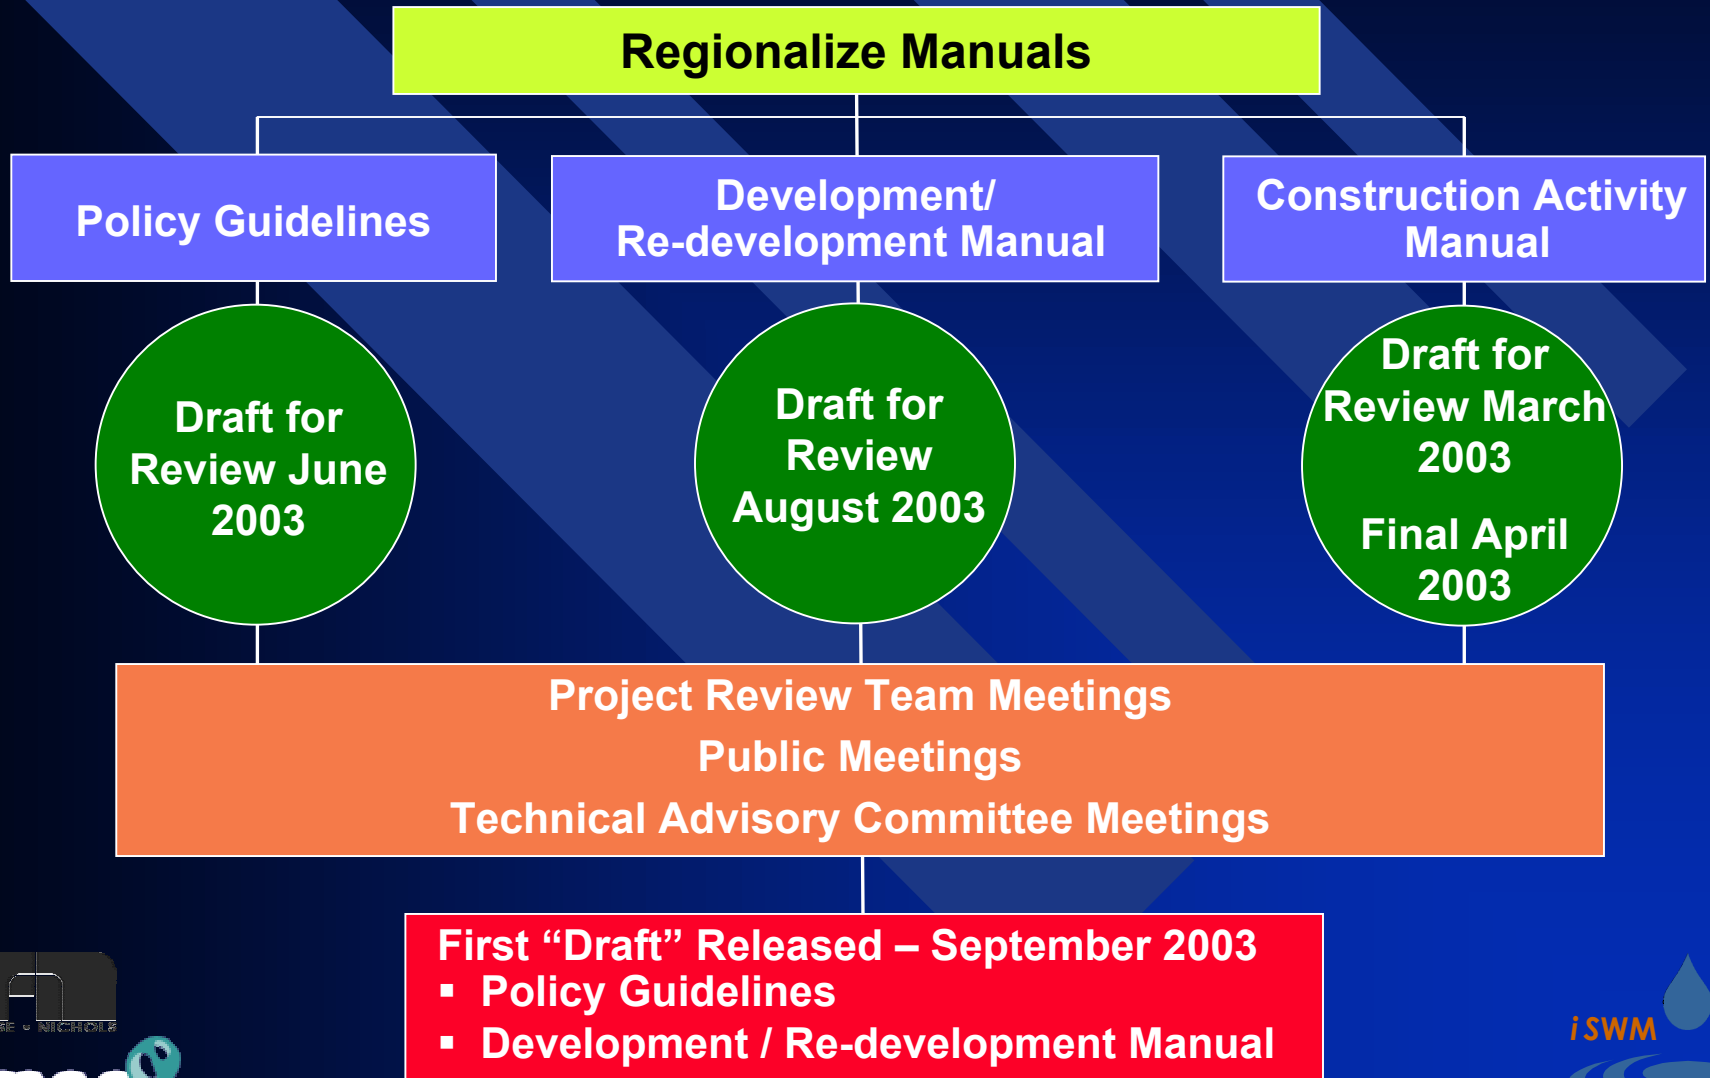 Regionalize Manuals
Policy Guidelines
Development/
Re-development Manual
Construction Activity
Manual
Draft for
Review June
2003
Draft for
Review
August 2003
Draft for
Review March
2003
Final April
2003
Project Review Team Meetings
Public Meetings
Technical Advisory Committee Meetings
First “Draft” Released – September 2003
▪ Policy Guidelines
▪ Development / Re-development Manual
NICHOLS
iSWM